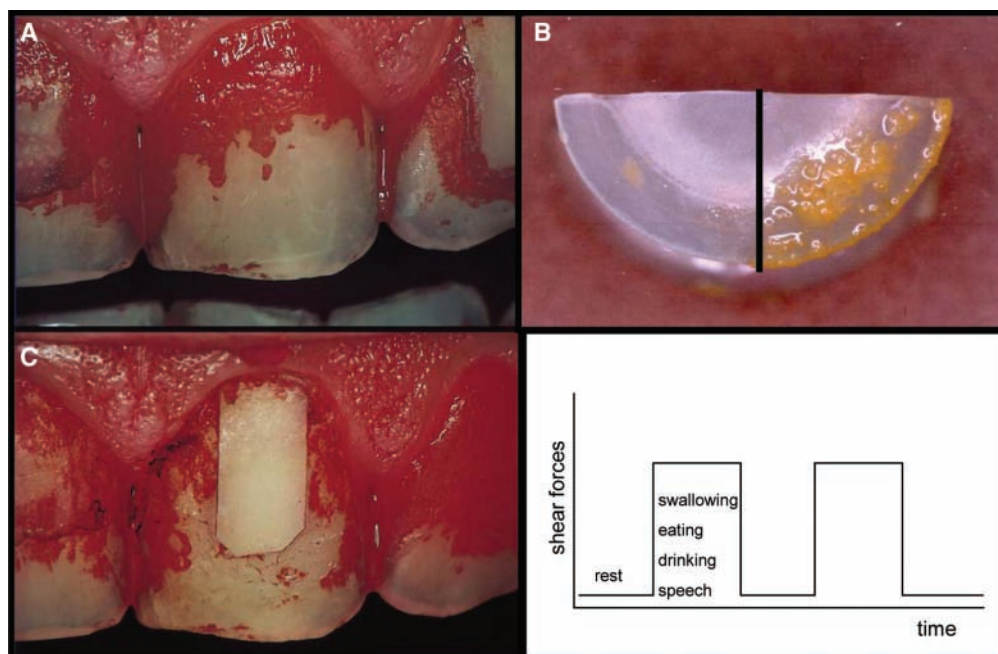 A
B
C
shear forces
rest
swallowing
eating
drinking
speech
time